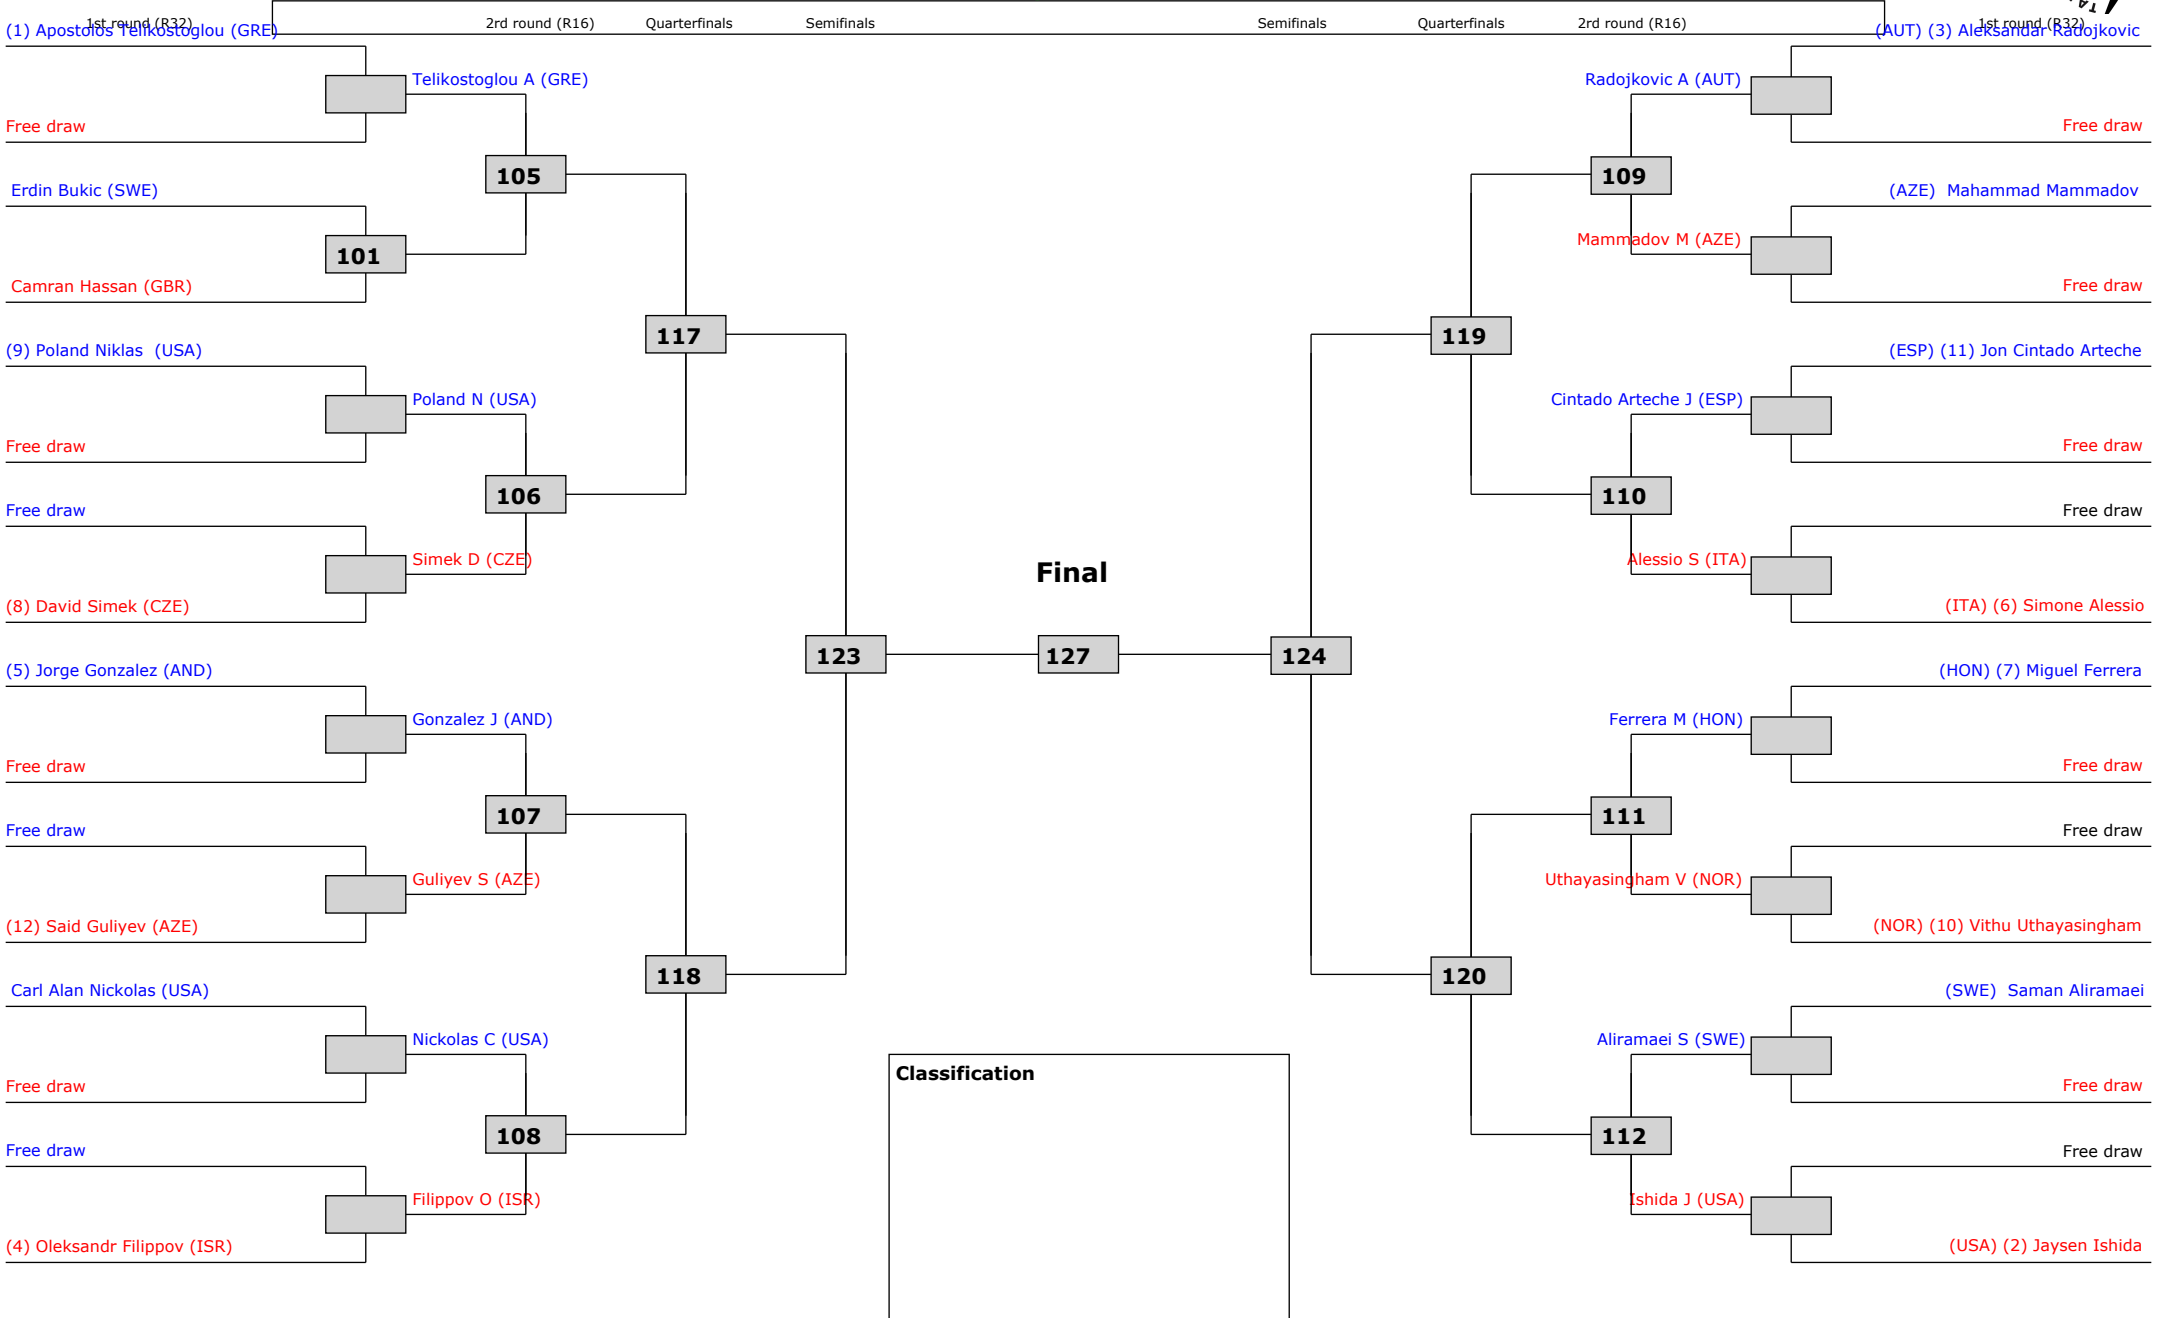 1st round (R32)
2rd round (R16)
Quarterfinals
Semifinals
Semifinals
Quarterfinals
2rd round (R16)
1st round (R32)
(1) Apostolos Telikostoglou (GRE)
(AUT) (3) Aleksandar Radojkovic
Telikostoglou A (GRE)
Radojkovic A (AUT)
Free draw
Free draw
105
109
Erdin Bukic (SWE)
(AZE)  Mahammad Mammadov
101
Mammadov M (AZE)
Camran Hassan (GBR)
Free draw
117
119
(9) Poland Niklas  (USA)
(ESP) (11) Jon Cintado Arteche
Poland N (USA)
Cintado Arteche J (ESP)
Free draw
Free draw
106
110
Free draw
Free draw
Simek D (CZE)
Alessio S (ITA)
Final
(8) David Simek (CZE)
(ITA) (6) Simone Alessio
123
127
124
(5) Jorge Gonzalez (AND)
(HON) (7) Miguel Ferrera
Gonzalez J (AND)
Ferrera M (HON)
Free draw
Free draw
107
111
Free draw
Free draw
Guliyev S (AZE)
Uthayasingham V (NOR)
(12) Said Guliyev (AZE)
(NOR) (10) Vithu Uthayasingham
118
120
Carl Alan Nickolas (USA)
(SWE)  Saman Aliramaei
Nickolas C (USA)
Aliramaei S (SWE)
Classification
Free draw
Free draw
108
112
Free draw
Free draw
Filippov O (ISR)
Ishida J (USA)
(4) Oleksandr Filippov (ISR)
(USA) (2) Jaysen Ishida